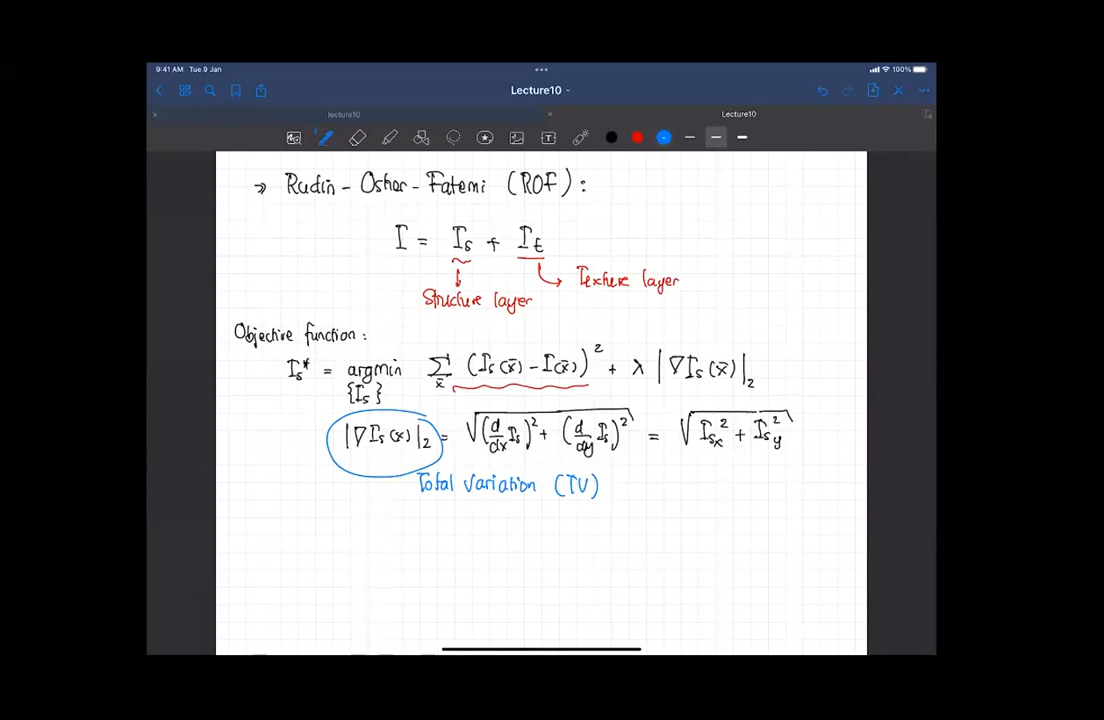 9:41 AM Tue 9 Jan
100%
Lecture10
lecture10
Lecture10
⇒ Rudin - Osher - Fatemi (ROF):
I = Is + It
Texture layer
Structure layer
Objective function:
Is* = argmin Σ (Is(x̄) - I(x̄))² + λ |∇Is(x̄)|₂
{Is} x̄
|∇Is(x)|₂ = √((d/dx Is)² + (d/dy Is)²) = √(Isx² + Isy²)
Total variation (TV)